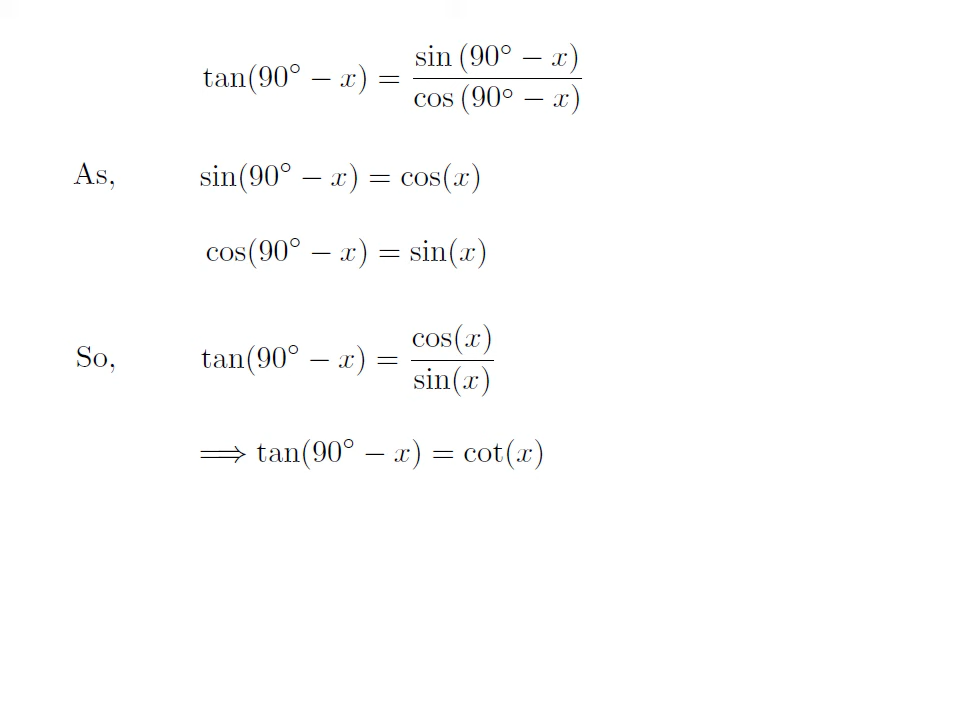 tan(90° − x) = sin (90° − x) / cos (90° − x)
As, sin(90° − x) = cos(x)
cos(90° − x) = sin(x)
So, tan(90° − x) = cos(x) / sin(x)
⟹ tan(90° − x) = cot(x)